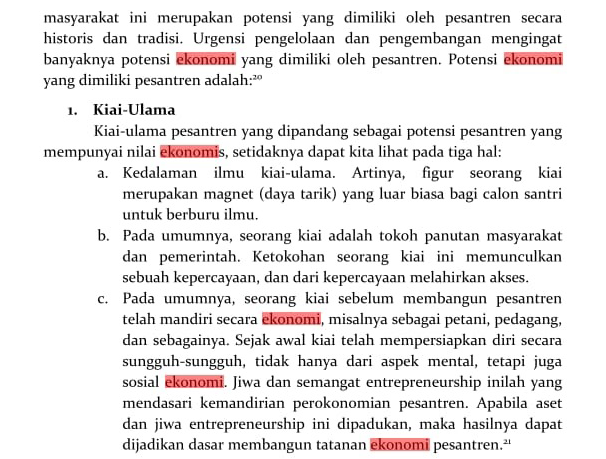 masyarakat ini merupakan potensi yang dimiliki oleh pesantren secara
historis dan tradisi. Urgensi pengelolaan dan pengembangan mengingat
banyaknya potensi ekonomi yang dimiliki oleh pesantren. Potensi ekonomi
yang dimiliki pesantren adalah:²⁰
1. Kiai-Ulama
Kiai-ulama pesantren yang dipandang sebagai potensi pesantren yang
mempunyai nilai ekonomis, setidaknya dapat kita lihat pada tiga hal:
a. Kedalaman ilmu kiai-ulama. Artinya, figur seorang kiai
merupakan magnet (daya tarik) yang luar biasa bagi calon santri
untuk berburu ilmu.
b. Pada umumnya, seorang kiai adalah tokoh panutan masyarakat
dan pemerintah. Ketokohan seorang kiai ini memunculkan
sebuah kepercayaan, dan dari kepercayaan melahirkan akses.
c. Pada umumnya, seorang kiai sebelum membangun pesantren
telah mandiri secara ekonomi, misalnya sebagai petani, pedagang,
dan sebagainya. Sejak awal kiai telah mempersiapkan diri secara
sungguh-sungguh, tidak hanya dari aspek mental, tetapi juga
sosial ekonomi. Jiwa dan semangat entrepreneurship inilah yang
mendasari kemandirian perokonomian pesantren. Apabila aset
dan jiwa entrepreneurship ini dipadukan, maka hasilnya dapat
dijadikan dasar membangun tatanan ekonomi pesantren.²¹